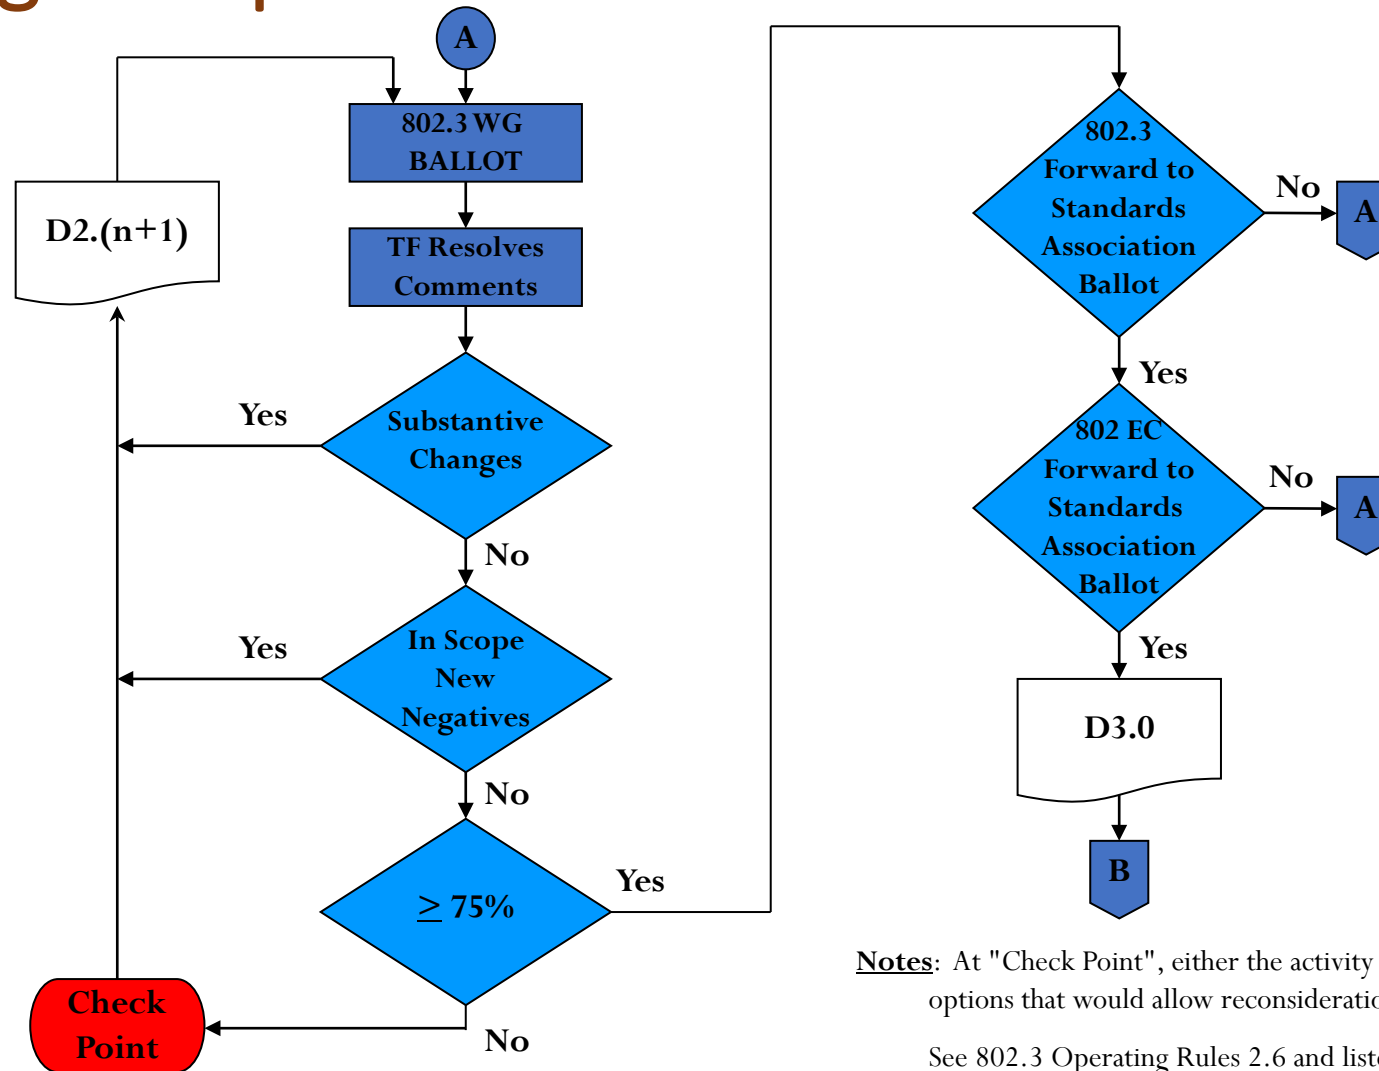 A
802.3 WG
BALLOT
D2.(n+1)
TF Resolves
Comments
Yes
Substantive
Changes
No
Yes
In Scope
New
Negatives
No
≥ 75%
Yes
No
Check
Point
802.3
Forward to
Standards
Association
Ballot
No
A
Yes
802 EC
Forward to
Standards
Association
Ballot
No
A
Yes
D3.0
B
Notes: At "Check Point", either the activity
options that would allow
See 802.3 Operating Rules 2.6 and